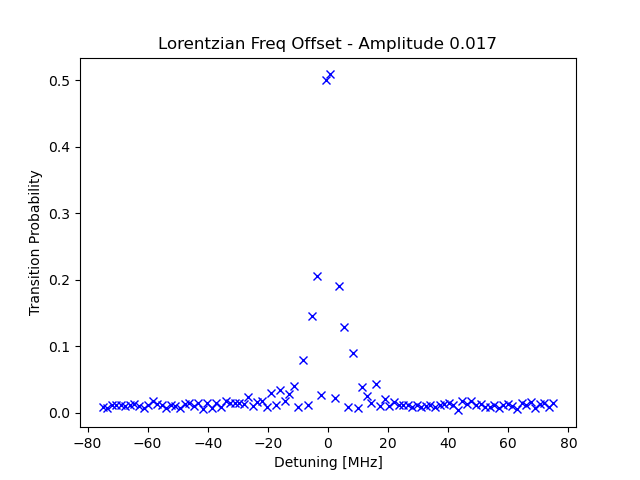 Lorentzian Freq Offset - Amplitude 0.017
Transition Probability
0.5
0.4
0.3
0.2
0.1
0.0
−80 −60 −40 −20 0 20 40 60 80
Detuning [MHz]